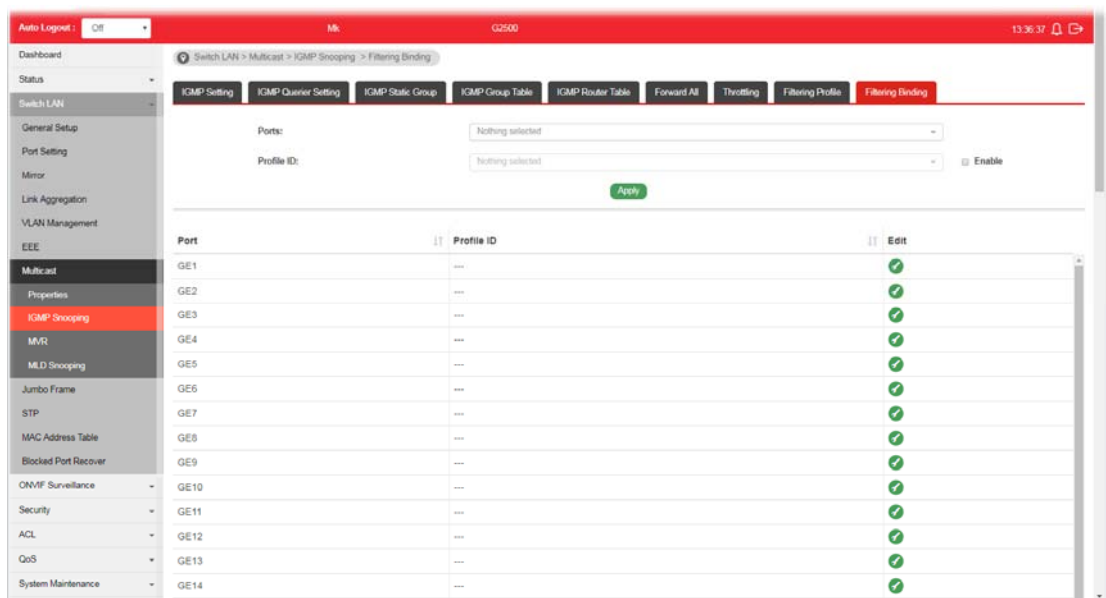 Auto Logout : Off Mk G2500 13:36:37
Dashboard
Switch LAN > Multicast > IGMP Snooping > Filtering Binding
Status
IGMP Setting IGMP Querier Setting IGMP Static Group IGMP Group Table IGMP Router Table Forward All Throttling Filtering Profile Filtering Binding
Switch LAN
General Setup
Port Setting
Mirror
Link Aggregation
VLAN Management
EEE
Multicast
Properties
IGMP Snooping
MVR
MLD Snooping
Jumbo Frame
STP
MAC Address Table
Blocked Port Recover
ONVIF Surveillance
Security
ACL
QoS
System Maintenance
Ports: Nothing selected
Profile ID: Nothing selected Enable
Apply
Port Profile ID Edit
GE1 ---
GE2 ---
GE3 ---
GE4 ---
GE5 ---
GE6 ---
GE7 ---
GE8 ---
GE9 ---
GE10 ---
GE11 ---
GE12 ---
GE13 ---
GE14 ---